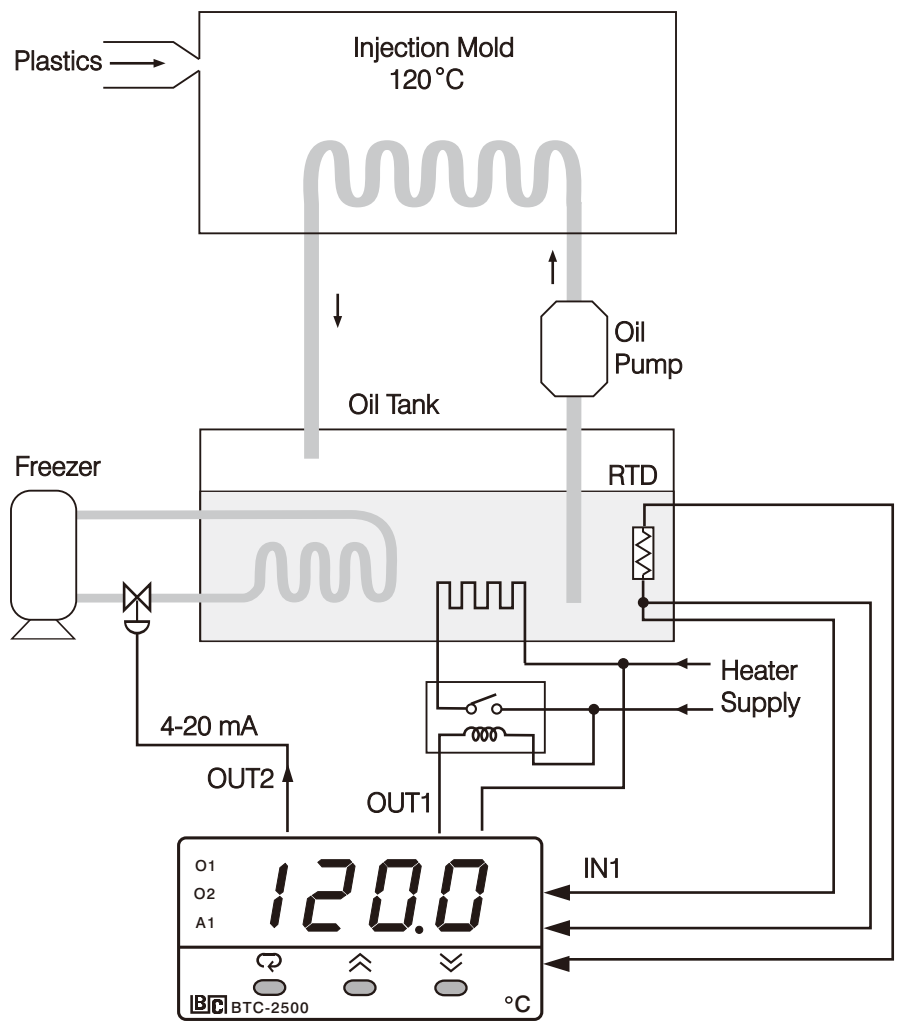 Injection Mold
120°C
Plastics
Oil
Pump
Oil Tank
Freezer
RTD
Heater
Supply
4-20 mA
OUT2
OUT1
IN1
O1
O2
A1
120.0
BC BTC-2500
°C